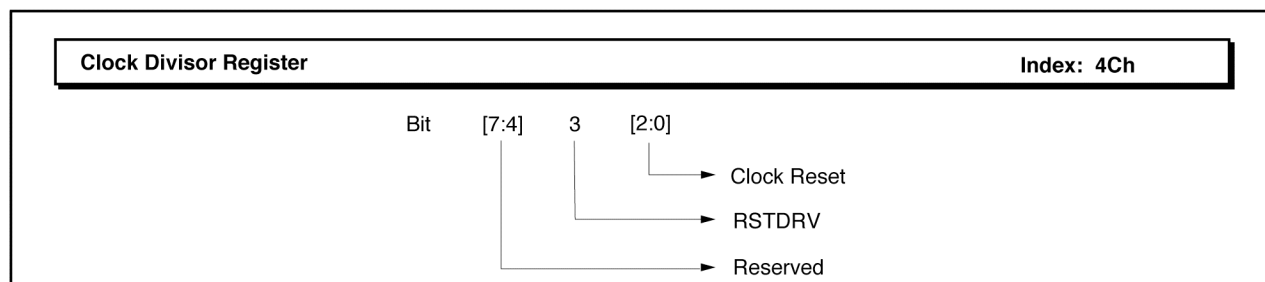 Clock Divisor Register Index: 4Ch
Bit [7:4] 3 [2:0]
Clock Reset
RSTDRV
Reserved